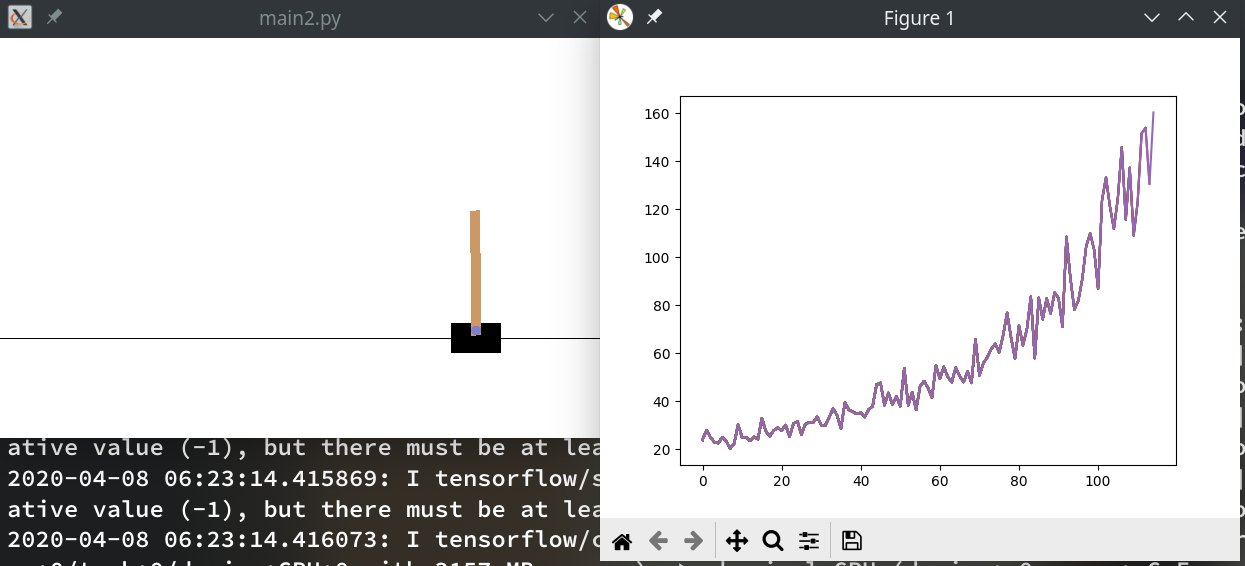 main2.py
Figure 1
160
140
120
100
80
60
40
20
0 20 40 60 80 100
ative value (-1), but there must be at lea
2020-04-08 06:23:14.415869: I tensorflow/s
ative value (-1), but there must be at lea
2020-04-08 06:23:14.416073: I tensorflow/c